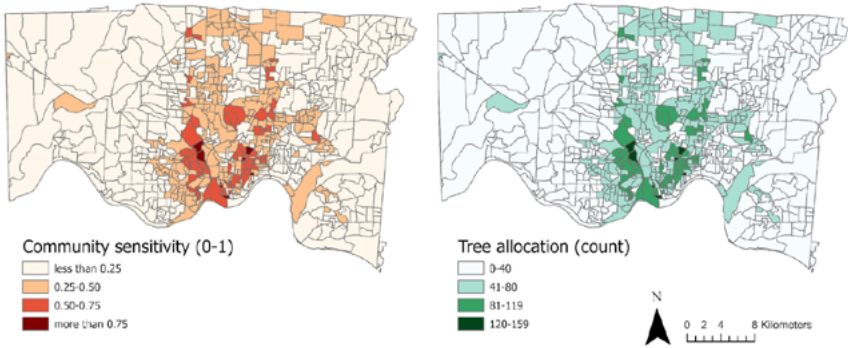 Community sensitivity (0-1)
less than 0.25
0.25-0.50
0.50-0.75
more than 0.75
Tree allocation (count)
0-40
41-80
81-119
120-159
N
0 2 4 8 Kilometers